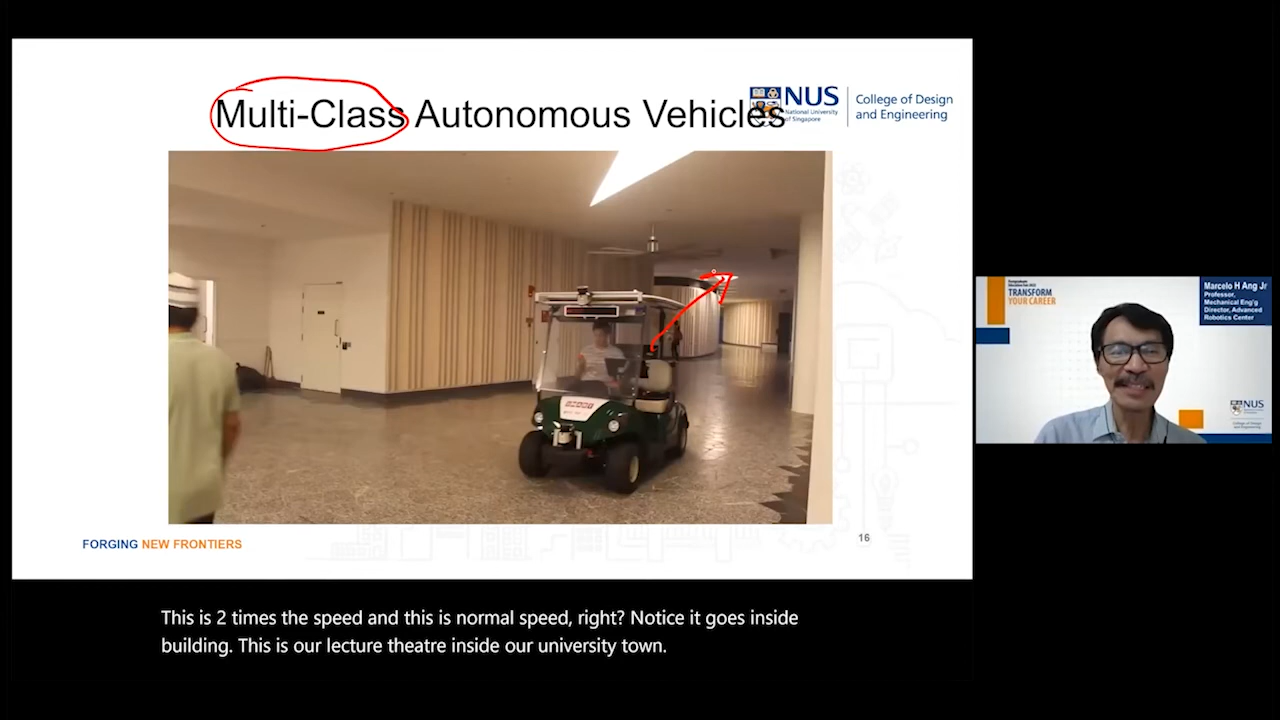 Multi-Class Autonomous Vehicles
NUS
National University
of Singapore
College of Design
and Engineering
FORGING NEW FRONTIERS
16
TRANSFORM
YOUR CAREER
Marcelo H Ang Jr
Professor,
Mechanical Eng'g
Director, Advanced
Robotics Center
NUS
This is 2 times the speed and this is normal speed, right? Notice it goes inside
building. This is our lecture theatre inside our university town.